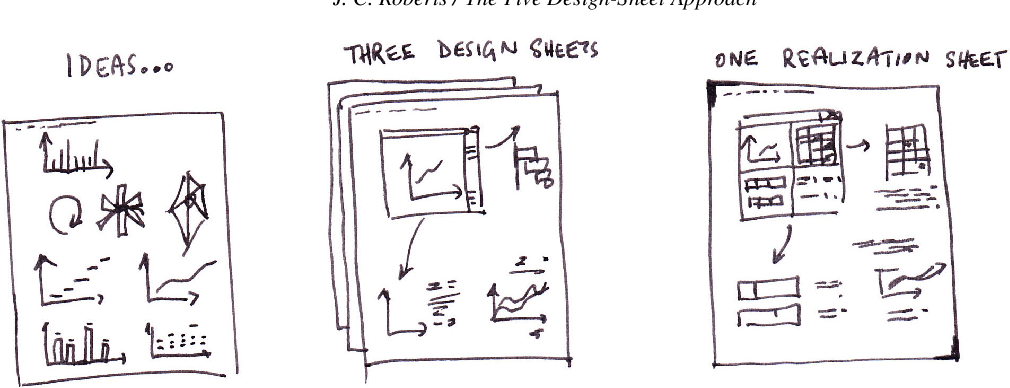 J. C. Roberts / The Five Design-Sheet Approach
IDEAS...
THREE DESIGN SHEETS
ONE REALIZATION SHEET